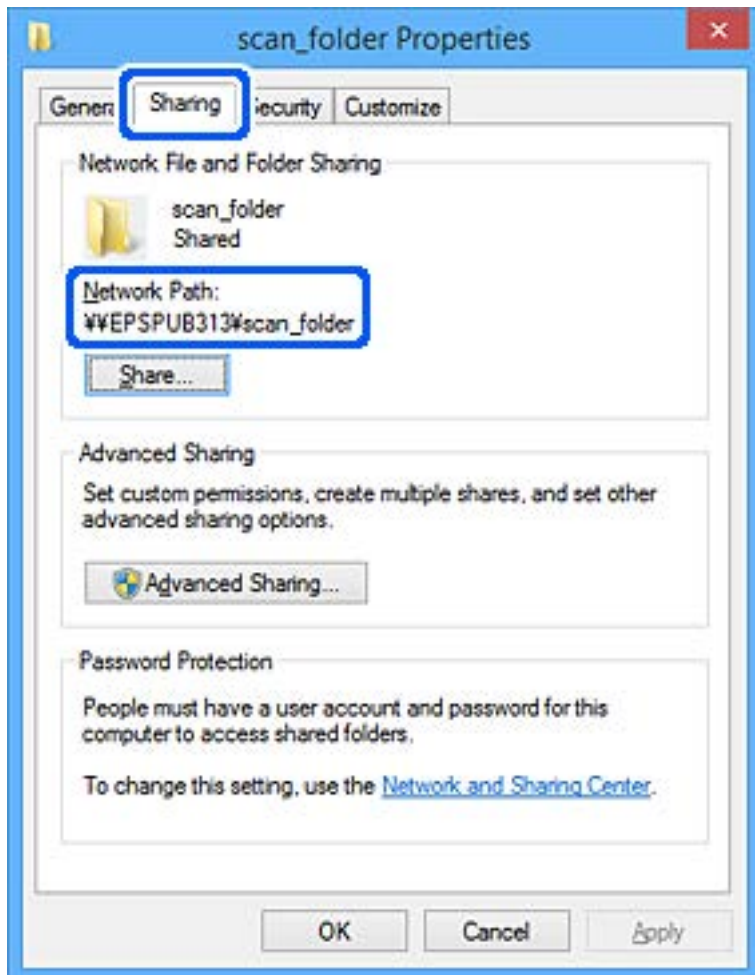 scan_folder Properties
Sharing Customize
Network File and Folder Sharing
scan_folder
Shared
Network Path:
¥¥EPSPUB313¥scan_folder
Share...
Advanced Sharing
Set custom permissions, create multiple shares, and set other
advanced sharing options.
Advanced Sharing...
Password Protection
People must have a user account and password for this
computer to access shared folders.
To change this setting, use the Network and Sharing Center.
OK Cancel Apply